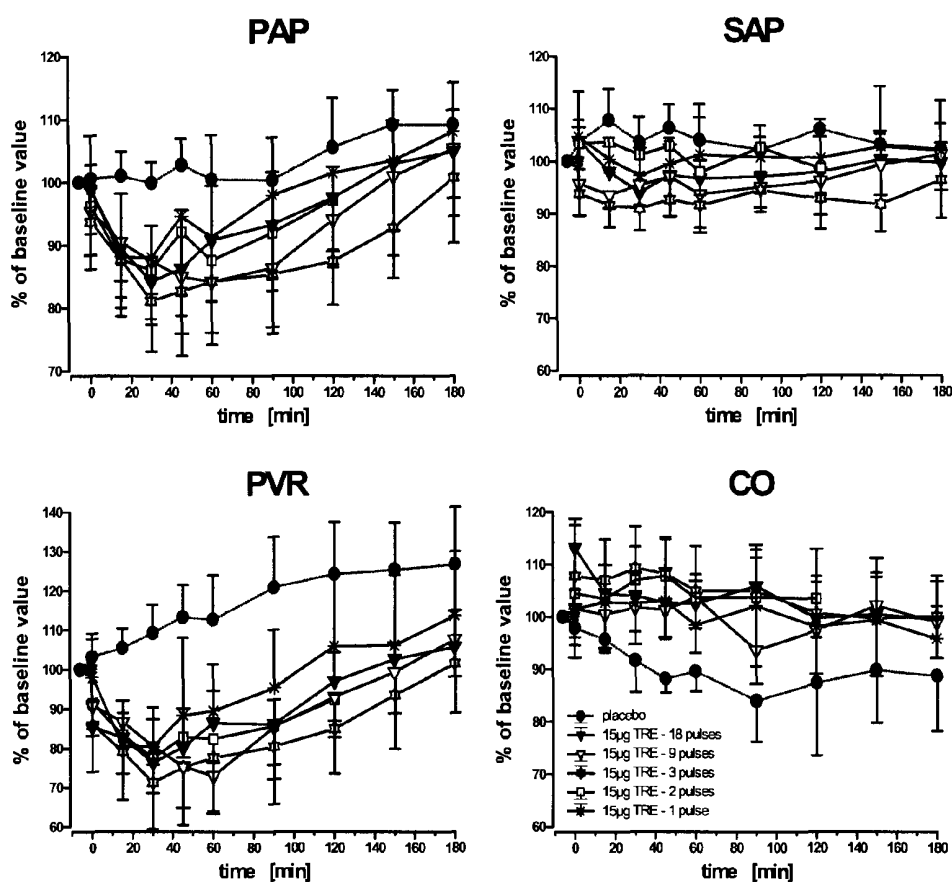 PAP
% of baseline value
120
110
100
90
80
70
0 20 40 60 80 100 120 140 160 180
time [min]
SAP
% of baseline value
120
110
100
90
80
70
60
0 20 40 60 80 100 120 140 160 180
time [min]
PVR
% of baseline value
140
130
120
110
100
90
80
70
60
0 20 40 60 80 100 120 140 160 180
time [min]
CO
% of baseline value
120
110
100
90
80
70
60
placebo
15µg TRE - 18 pulses
15µg TRE - 9 pulses
15µg TRE - 3 pulses
15µg TRE - 2 pulses
15µg TRE - 1 pulse
0 20 40 60 80 100 120 140 160 180
time [min]